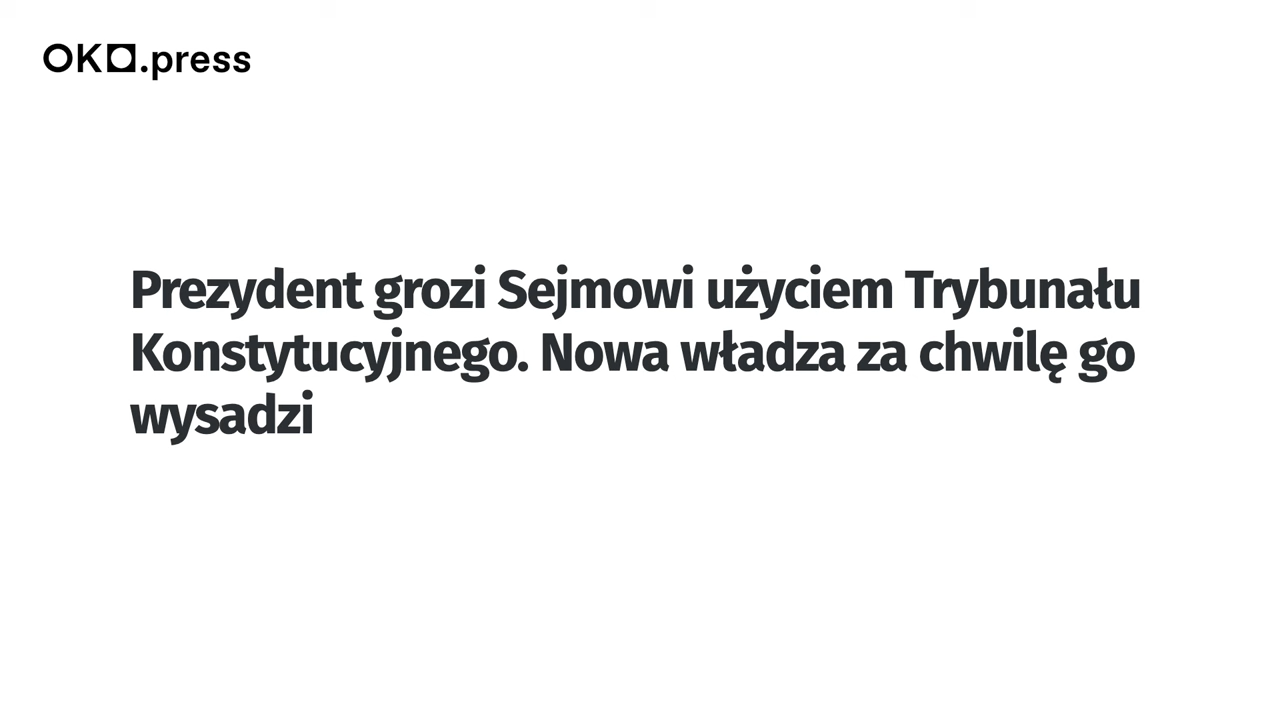 OKO.press
Prezydent grozi Sejmowi użyciem Trybunału
Konstytucyjnego. Nowa władza za chwilę go
wysadzi